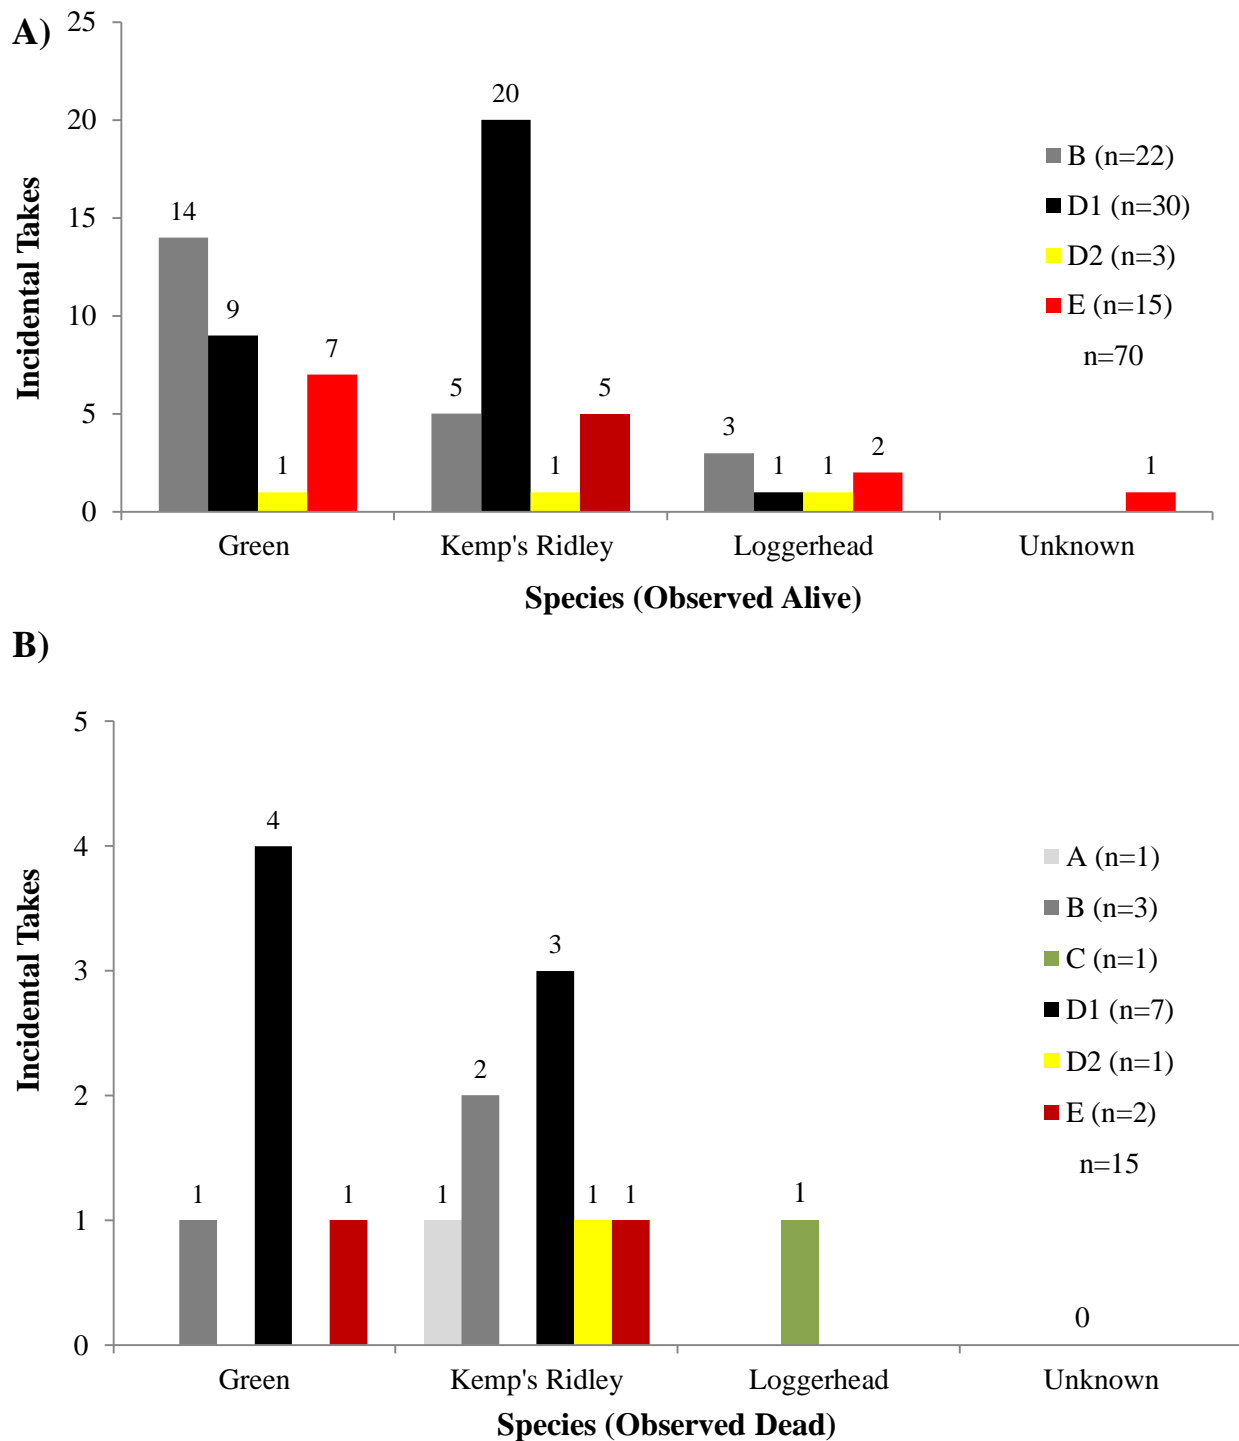 A)
Incidental Takes
25
20
15
10
5
0
14
9
1
7
5
20
1
5
3
1
1
2
1
B (n=22)
D1 (n=30)
D2 (n=3)
E (n=15)
n=70
Green
Kemp's Ridley
Loggerhead
Unknown
Species (Observed Alive)
B)
Incidental Takes
5
4
3
2
1
0
1
4
1
1
2
3
1
1
1
0
A (n=1)
B (n=3)
C (n=1)
D1 (n=7)
D2 (n=1)
E (n=2)
n=15
Green
Kemp's Ridley
Loggerhead
Unknown
Species (Observed Dead)